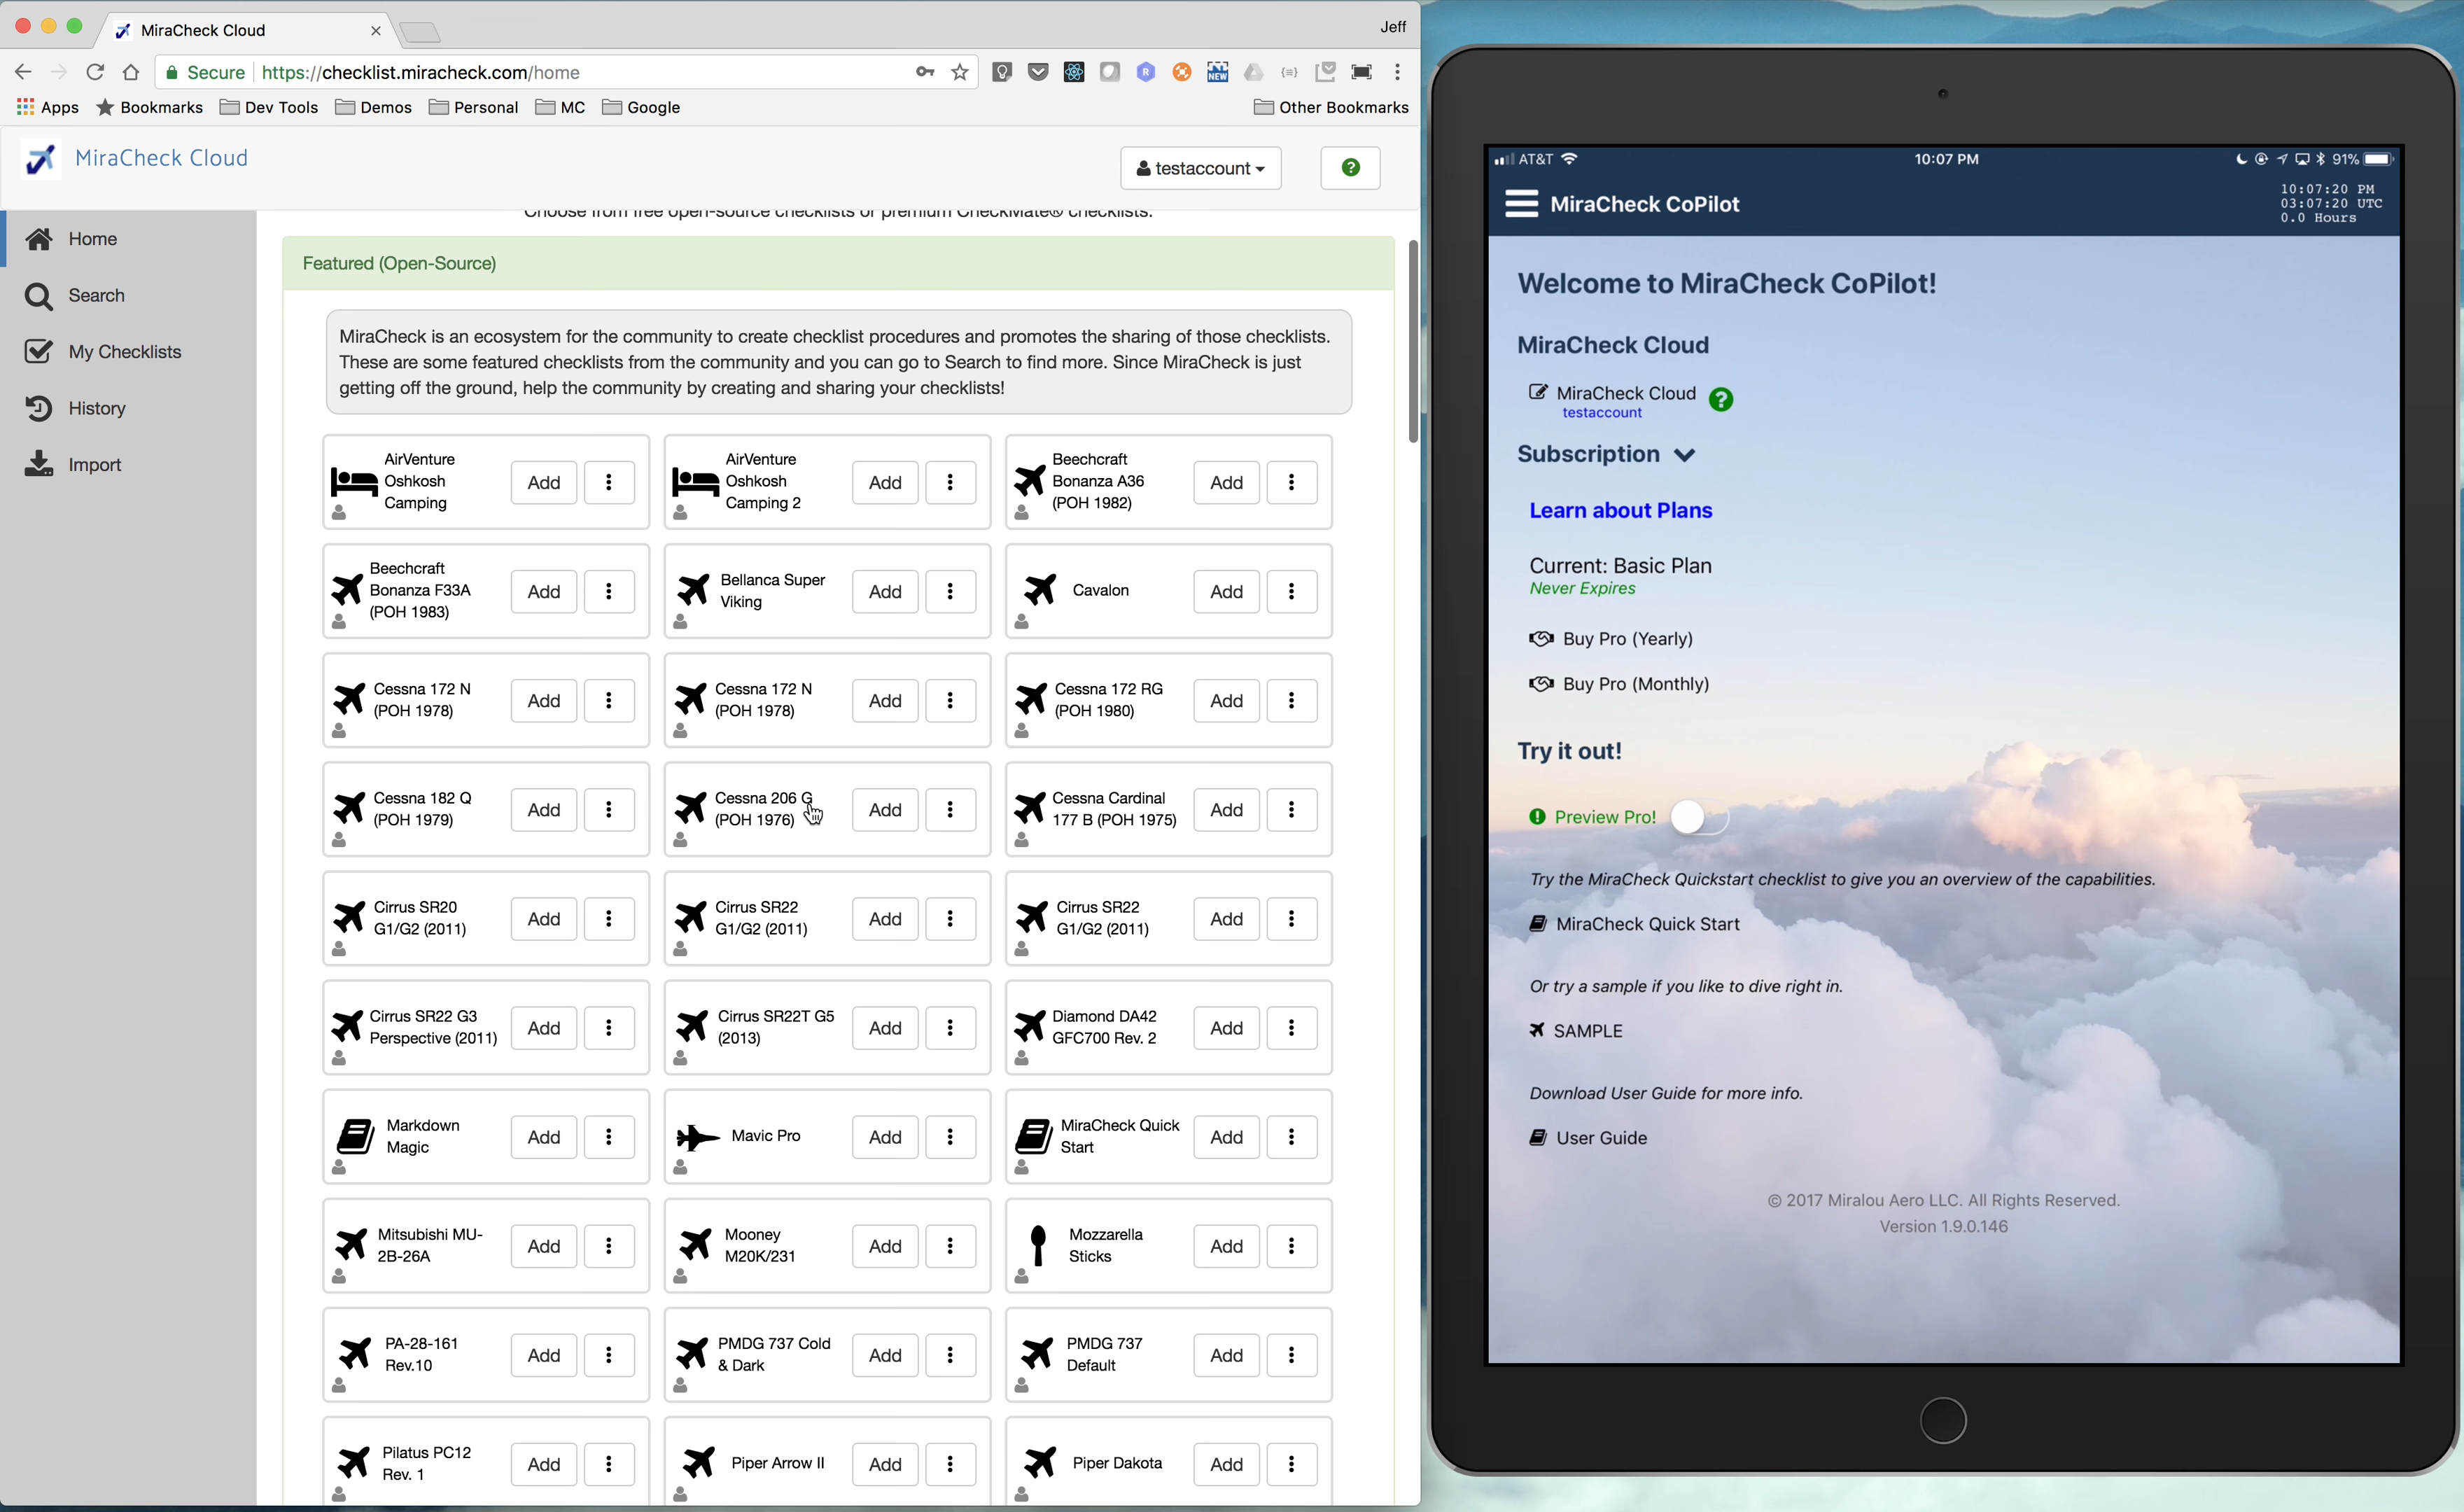 MiraCheck Cloud
Jeff
Secure
https://checklist.miracheck.com/home
NEW
Apps
Bookmarks
Dev Tools
Demos
Personal
MC
Google
Other Bookmarks
MiraCheck Cloud
testaccount
Home
Search
My Checklists
History
Import
Choose from free open-source checklists or premium CheckMate® checklists.
Featured (Open-Source)
MiraCheck is an ecosystem for the community to create checklist procedures and promotes the sharing of those checklists.
These are some featured checklists from the community and you can go to Search to find more. Since MiraCheck is just
getting off the ground, help the community by creating and sharing your checklists!
AirVenture
Oshkosh
Camping
Add
AirVenture
Oshkosh
Camping 2
Add
Beechcraft
Bonanza A36
(POH 1982)
Add
Beechcraft
Bonanza F33A
(POH 1983)
Add
Bellanca Super
Viking
Add
Cavalon
Add
Cessna 172 N
(POH 1978)
Add
Cessna 172 N
(POH 1978)
Add
Cessna 172 RG
(POH 1980)
Add
Cessna 182 Q
(POH 1979)
Add
Cessna 206 G
(POH 1976)
Add
Cessna Cardinal
177 B (POH 1975)
Add
Cirrus SR20
G1/G2 (2011)
Add
Cirrus SR22
G1/G2 (2011)
Add
Cirrus SR22
G1/G2 (2011)
Add
Cirrus SR22 G3
Perspective (2011)
Add
Cirrus SR22T G5
(2013)
Add
Diamond DA42
GFC700 Rev. 2
Add
Markdown
Magic
Add
Mavic Pro
Add
MiraCheck Quick
Start
Add
Mitsubishi MU-
2B-26A
Add
Mooney
M20K/231
Add
Mozzarella
Sticks
Add
PA-28-161
Rev.10
Add
PMDG 737 Cold
& Dark
Add
PMDG 737
Default
Add
Pilatus PC12
Rev. 1
Add
Piper Arrow II
Add
Piper Dakota
Add
AT&T
10:07 PM
91%
MiraCheck CoPilot
10:07:20 PM
03:07:20 UTC
0.0 Hours
Welcome to MiraCheck CoPilot!
MiraCheck Cloud
MiraCheck Cloud
testaccount
Subscription
Learn about Plans
Current: Basic Plan
Never Expires
Buy Pro (Yearly)
Buy Pro (Monthly)
Try it out!
Preview Pro!
Try the MiraCheck Quickstart checklist to give you an overview of the capabilities.
MiraCheck Quick Start
Or try a sample if you like to dive right in.
SAMPLE
Download User Guide for more info.
User Guide
© 2017 Miralou Aero LLC. All Rights Reserved.
Version 1.9.0.146